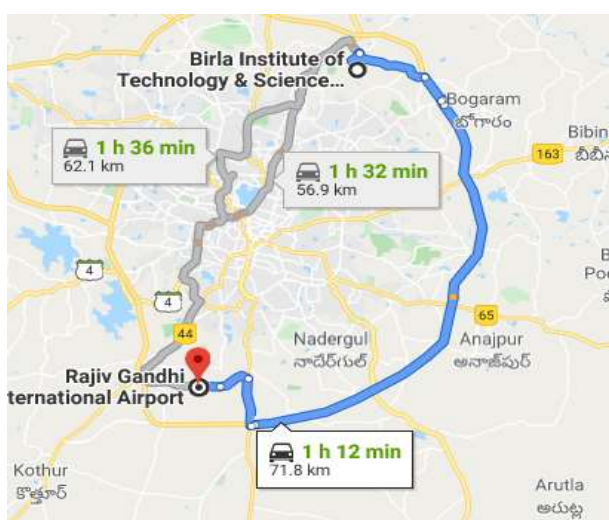 Birla Institute of
Technology & Science...
Bogaram
బోగారం
1 h 36 min
62.1 km
1 h 32 min
56.9 km
163
Bibin
బీబీన
4
4
44
65
Nadergul
నాదేర్‌గుల్
Anajpur
అనాజ్‌పుర్
Rajiv Gandhi
nternational Airport
1 h 12 min
71.8 km
Kothur
కొత్తూర్
Arutla
ఆరుట్ల